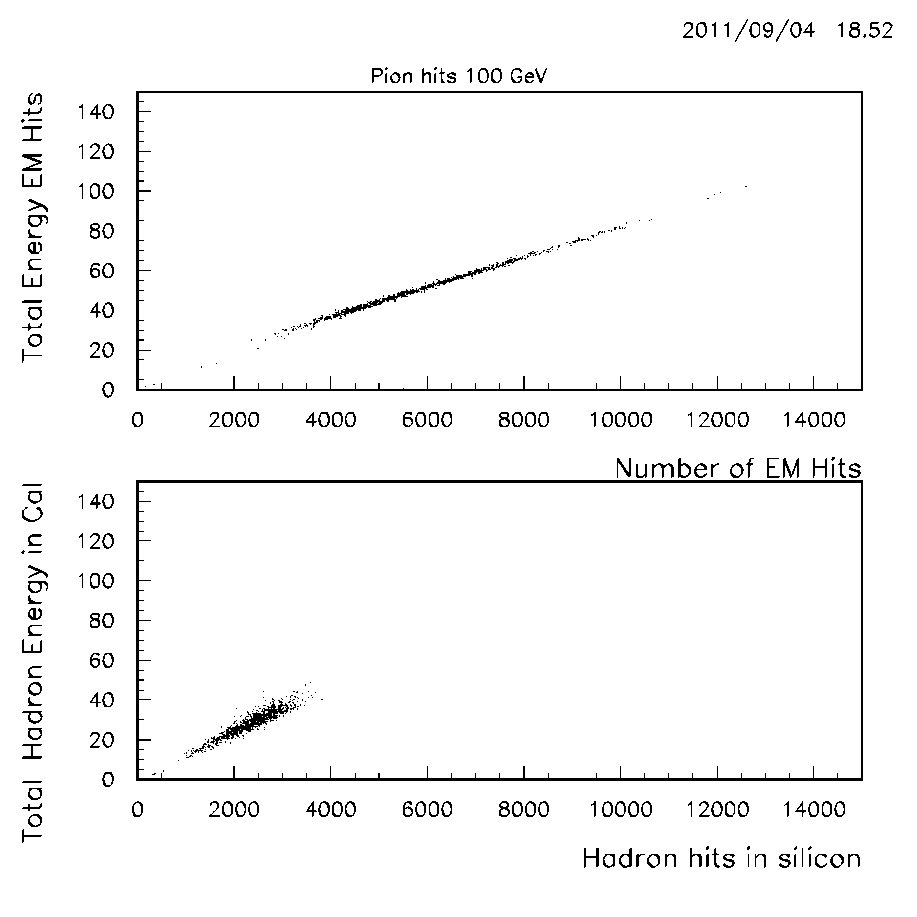 2011/09/04 18.52
Pion hits 100 GeV
Total Energy EM Hits
140
120
100
80
60
40
20
0
0 2000 4000 6000 8000 10000 12000 14000
Number of EM Hits
Total Hadron Energy in Cal
140
120
100
80
60
40
20
0
0 2000 4000 6000 8000 10000 12000 14000
Hadron hits in silicon